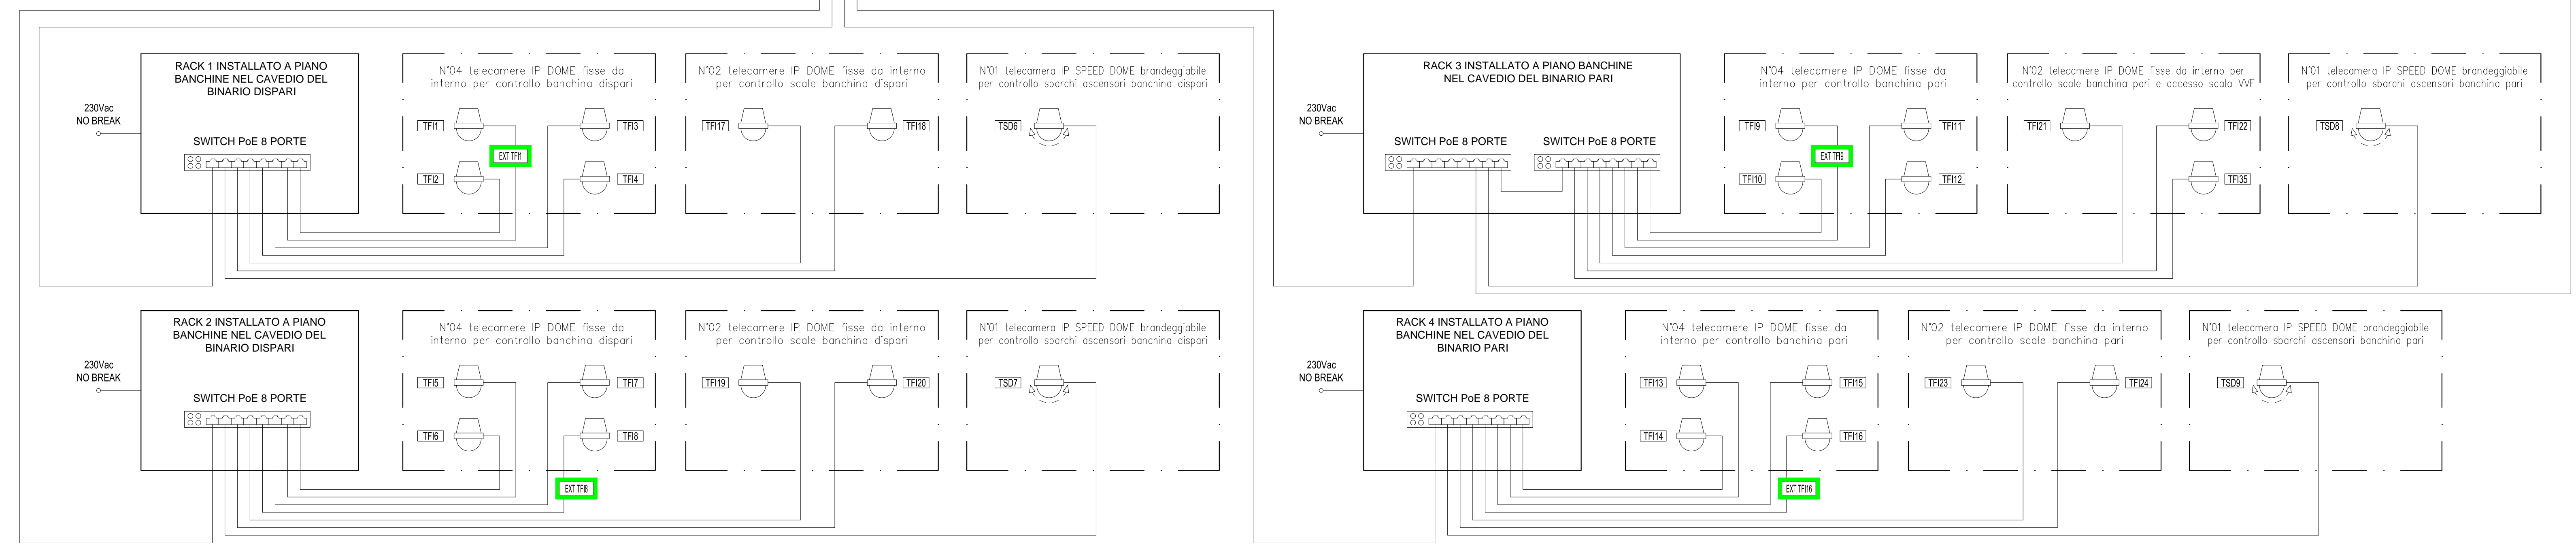 RACK 1 INSTALLATO A PIANO
BANCHINE NEL CAVEDIO DEL
BINARIO DISPARI
230Vac
NO BREAK
SWITCH PoE 8 PORTE
N°04 telecamere IP DOME fisse da
interno per controllo banchina dispari
TFI1
TFI3
EXT TFI1
TFI2
TFI4
N°02 telecamere IP DOME fisse da interno
per controllo scale banchina dispari
TFI17
TFI18
N°01 telecamera IP SPEED DOME brandeggiabile
per controllo sbarchi ascensori banchina dispari
TSD6
RACK 3 INSTALLATO A PIANO BANCHINE
NEL CAVEDIO DEL BINARIO PARI
230Vac
NO BREAK
SWITCH PoE 8 PORTE
SWITCH PoE 8 PORTE
N°04 telecamere IP DOME fisse da
interno per controllo banchina pari
TFI9
TFI11
EXT TFI9
TFI10
TFI12
N°02 telecamere IP DOME fisse da interno per
controllo scale banchina pari e accesso scala VVF
TFI21
TFI22
TFI35
N°01 telecamera IP SPEED DOME brandeggiabile
per controllo sbarchi ascensori banchina pari
TSD8
RACK 2 INSTALLATO A PIANO
BANCHINE NEL CAVEDIO DEL
BINARIO DISPARI
230Vac
NO BREAK
SWITCH PoE 8 PORTE
N°04 telecamere IP DOME fisse da
interno per controllo banchina dispari
TFI5
TFI7
TFI6
TFI8
EXT TFI8
N°02 telecamere IP DOME fisse da interno
per controllo scale banchina dispari
TFI19
TFI20
N°01 telecamera IP SPEED DOME brandeggiabile
per controllo sbarchi ascensori banchina dispari
TSD7
RACK 4 INSTALLATO A PIANO
BANCHINE NEL CAVEDIO DEL
BINARIO PARI
230Vac
NO BREAK
SWITCH PoE 8 PORTE
N°04 telecamere IP DOME fisse da
interno per controllo banchina pari
TFI13
TFI15
TFI14
TFI16
EXT TFI16
N°02 telecamere IP DOME fisse da interno
per controllo scale banchina pari
TFI23
TFI24
N°01 telecamera IP SPEED DOME brandeggiabile
per controllo sbarchi ascensori banchina pari
TSD9